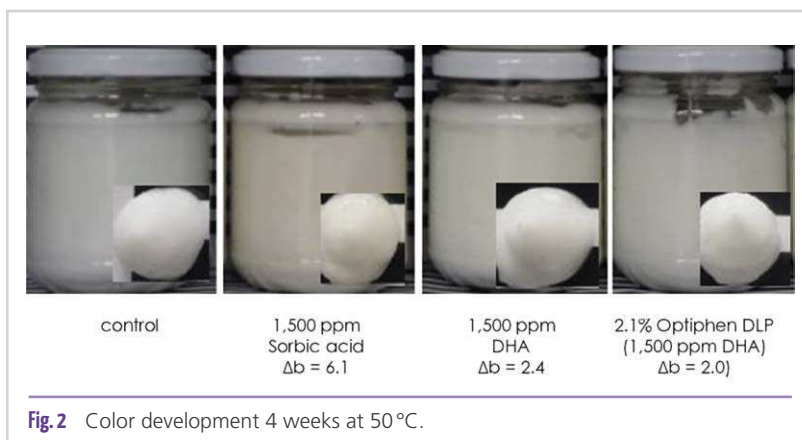 control
1,500 ppm
Sorbic acid
Δb = 6.1
1,500 ppm
DHA
Δb = 2.4
2.1% Optiphen DLP
(1,500 ppm DHA)
Δb = 2.0)
Fig. 2 Color development 4 weeks at 50 °C.